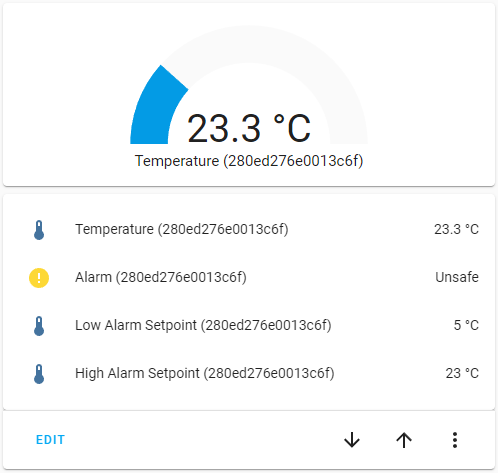 23.3 °C
Temperature (280ed276e0013c6f)
Temperature (280ed276e0013c6f) 23.3 °C
Alarm (280ed276e0013c6f) Unsafe
Low Alarm Setpoint (280ed276e0013c6f) 5 °C
High Alarm Setpoint (280ed276e0013c6f) 23 °C
EDIT